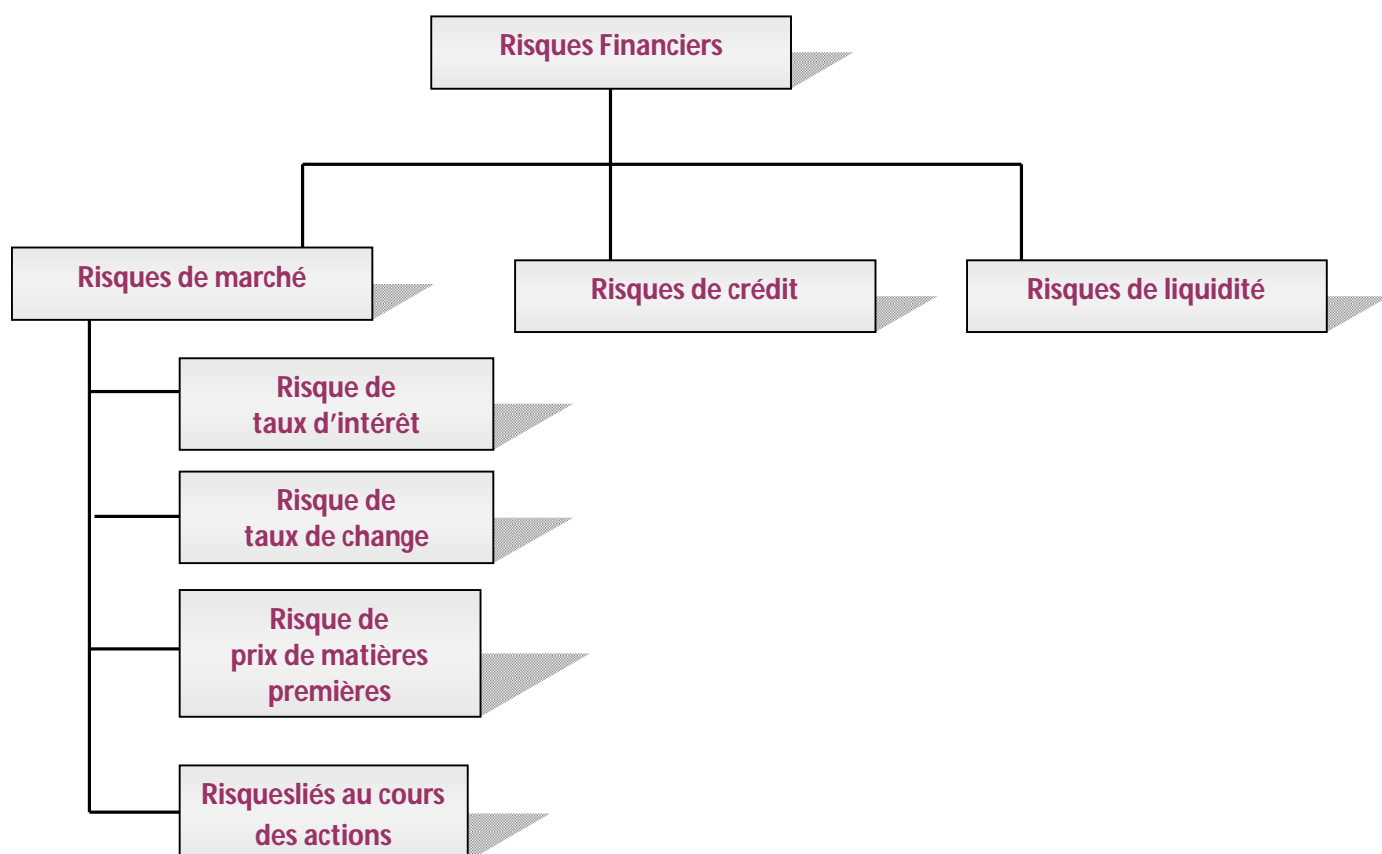 Risques Financiers
Risques de marché
Risques de crédit
Risques de liquidité
Risque de
taux d'intérêt
Risque de
taux de change
Risque de
prix de matières
premières
Risquesliés au cours
des actions